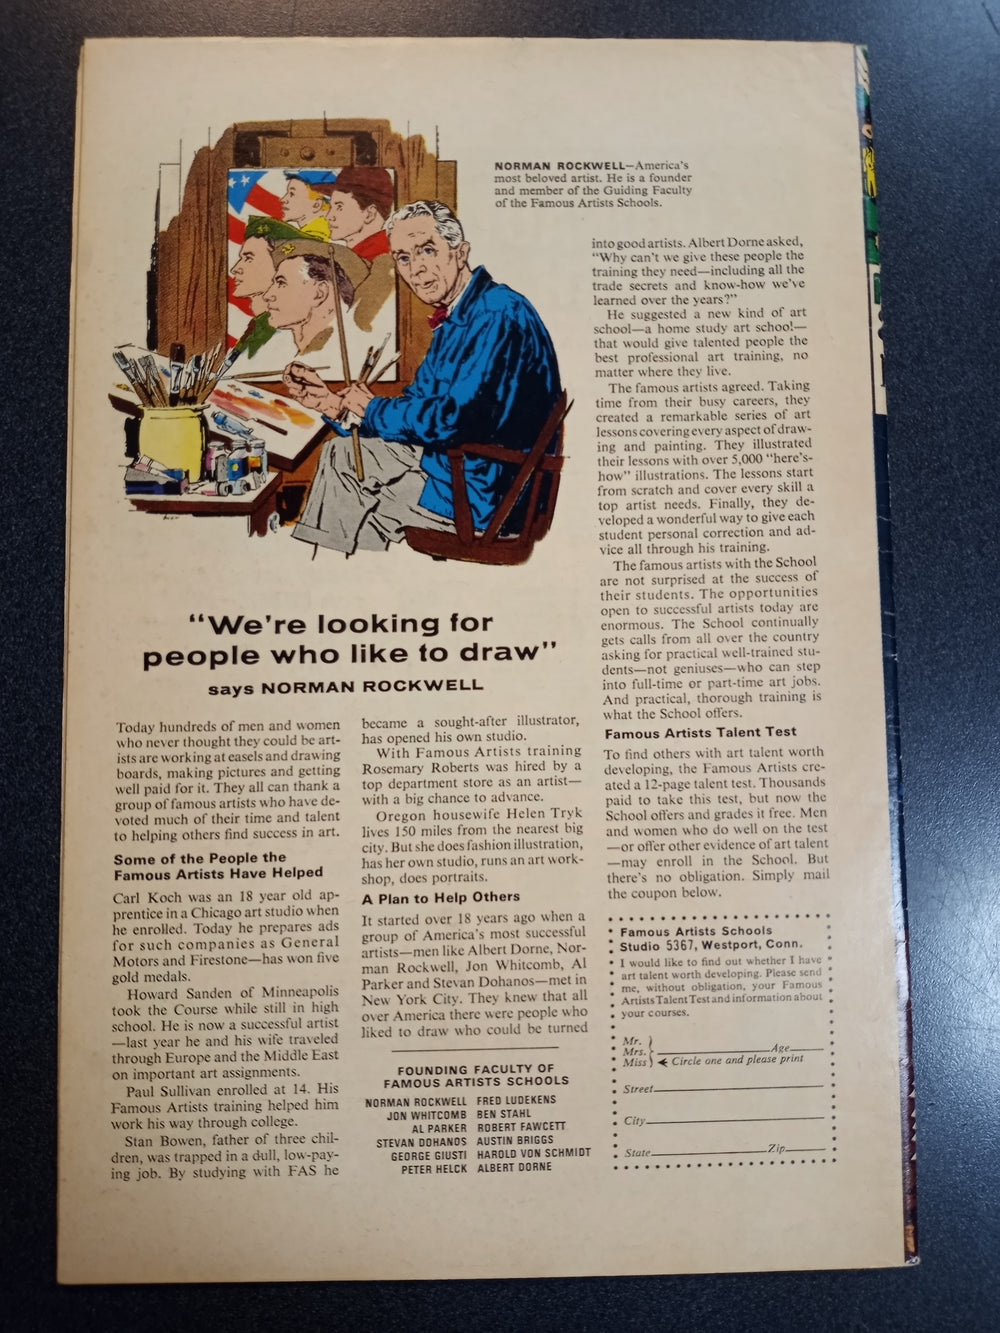 NORMAN ROCKWELL—America's
most beloved artist. He is a founder
and member of the Guiding Faculty
of the Famous Artists Schools.
"We're looking for
people who like to draw"
says NORMAN ROCKWELL
Today hundreds of men and women
who never thought they could be art-
ists are working at easels and drawing
boards, making pictures and getting
well paid for it. They all can thank a
group of famous artists who have de-
voted much of their time and talent
to helping others find success in art.
Some of the People the
Famous Artists Have Helped
Carl Koch was an 18 year old ap-
prentice in a Chicago art studio when
he enrolled. Today he prepares ads
for such companies as General
Motors and Firestone—has won five
gold medals.
Howard Sanden of Minneapolis
took the Course while still in high
school. He is now a successful artist
—last year he and his wife traveled
through Europe and the Middle East
on important art assignments.
Paul Sullivan enrolled at 14. His
Famous Artists training helped him
work his way through college.
Stan Bowen, father of three chil-
dren, was trapped in a dull, low-pay-
ing job. By studying with FAS he
became a sought-after illustrator,
has opened his own studio.
With Famous Artists training
Rosemary Roberts was hired by a
top department store as an artist—
with a big chance to advance.
Oregon housewife Helen Tryk
lives 150 miles from the nearest big
city. But she does fashion illustration,
has her own studio, runs an art work-
shop, does portraits.
A Plan to Help Others
It started over 18 years ago when a
group of America's most successful
artists—men like Albert Dorne, Nor-
man Rockwell, Jon Whitcomb, Al
Parker and Stevan Dohanos—met in
New York City. They knew that all
over America there were people who
liked to draw who could be turned
into good artists. Albert Dorne asked,
"Why can't we give these people the
training they need—including all the
trade secrets and know-how we've
learned over the years?"
He suggested a new kind of art
school—a home study art school—
that would give talented people the
best professional art training, no
matter where they live.
The famous artists agreed. Taking
time from their busy careers, they
created a remarkable series of art
lessons covering every aspect of draw-
ing and painting. They illustrated
their lessons with over 5,000 "here's-
how" illustrations. The lessons start
from scratch and cover every skill a
top artist needs. Finally, they de-
veloped a wonderful way to give each
student personal correction and ad-
vice all through his training.
The famous artists with the School
are not surprised at the success of
their students. The opportunities
open to successful artists today are
enormous. The School continually
gets calls from all over the country
asking for practical well-trained stu-
dents—not geniuses—who can step
into full-time or part-time art jobs.
And practical, thorough training is
what the School offers.
Famous Artists Talent Test
To find others with art talent worth
developing, the Famous Artists cre-
ated a 12-page talent test. Thousands
paid to take this test, but now the
School offers and grades it free. Men
and women who do well on the test
—or offer other evidence of art talent
—may enroll in the School. But
there's no obligation. Simply mail
the coupon below.
FOUNDING FACULTY OF
FAMOUS ARTISTS SCHOOLS
NORMAN ROCKWELL FRED LUDEKENS
JON WHITCOMB BEN STAHL
AL PARKER ROBERT FAWCETT
STEVAN DOHANOS AUSTIN BRIGGS
GEORGE GIUSTI HAROLD VON SCHMIDT
PETER HELCK ALBERT DORNE
Famous Artists Schools
Studio 5367, Westport, Conn.
I would like to find out whether I have
art talent worth developing. Please send
me, without obligation, your Famous
Artists Talent Test and information about
your courses.
Mr.
Mrs. Age
Miss Circle one and please print
Street
City
State Zip